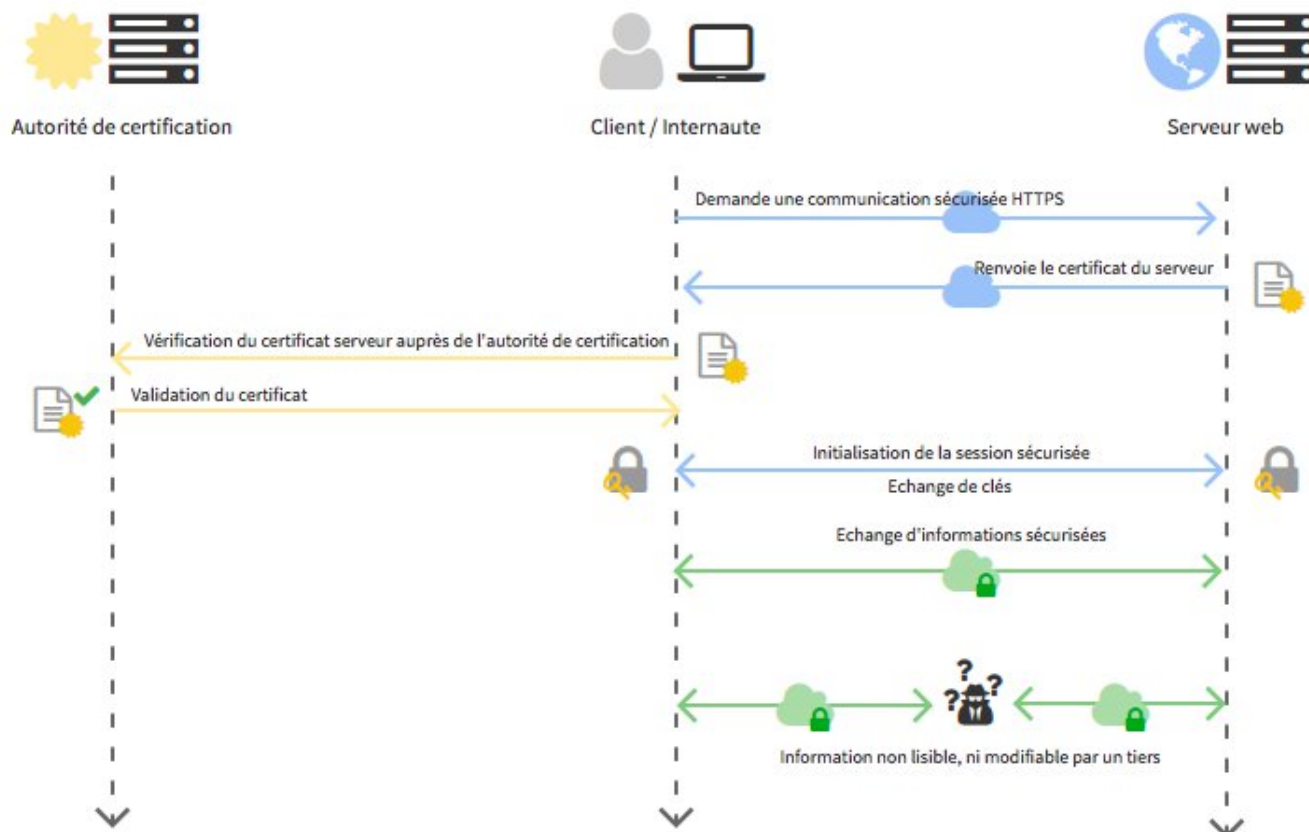 Autorité de certification
Client / Internaute
Serveur web
Demande une communication sécurisée HTTPS
Renvoie le certificat du serveur
Vérification du certificat serveur auprès de l'autorité de certification
Validation du certificat
Initialisation de la session sécurisée
Echange de clés
Echange d'informations sécurisées
? ? ?
Information non lisible, ni modifiable par un tiers